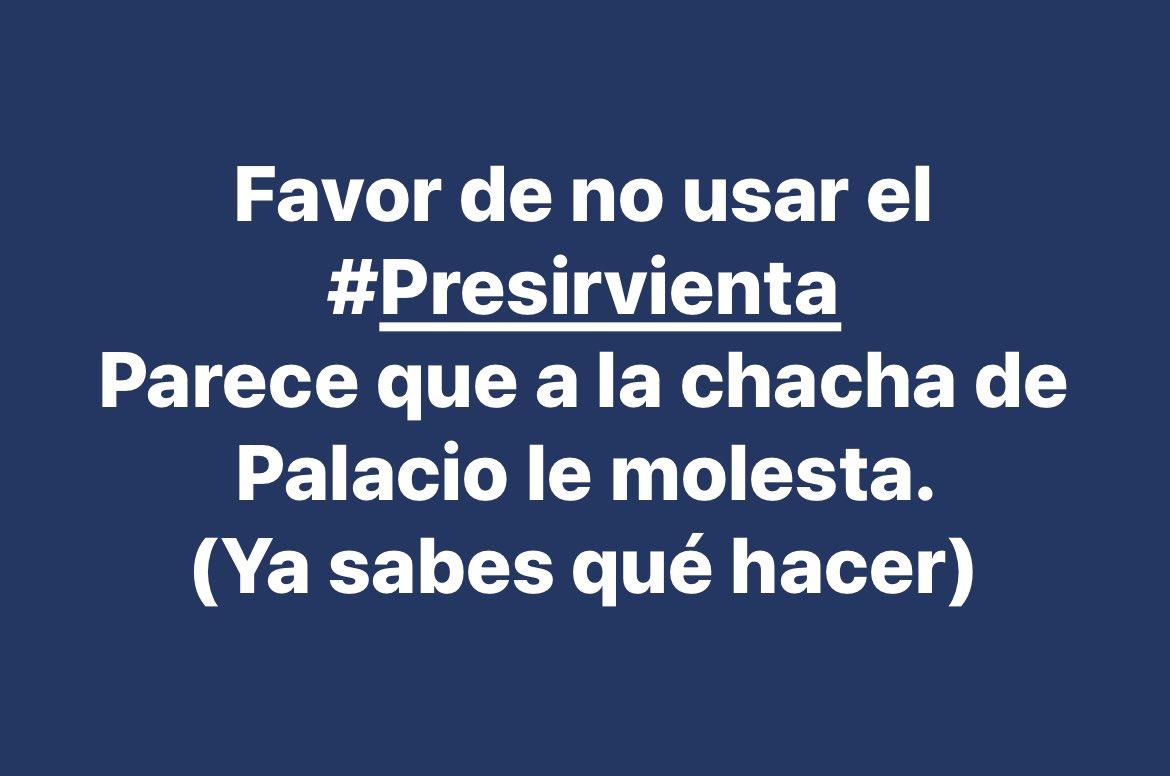 Favor de no usar el
#Presirvienta
Parece que a la chacha de
Palacio le molesta.
(Ya sabes qué hacer)